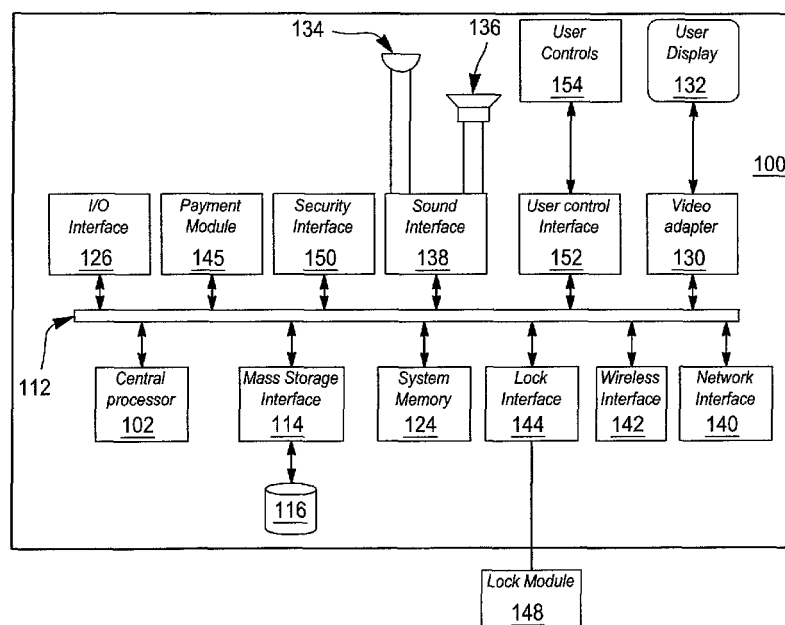 134
136
User
Controls
154
User
Display
132
100
I/O
Interface
126
Payment
Module
145
Security
Interface
150
Sound
Interface
138
User control
Interface
152
Video
adapter
130
112
Central
processor
102
Mass Storage
Interface
114
System
Memory
124
Lock
Interface
144
Wireless
Interface
142
Network
Interface
140
116
Lock Module
148